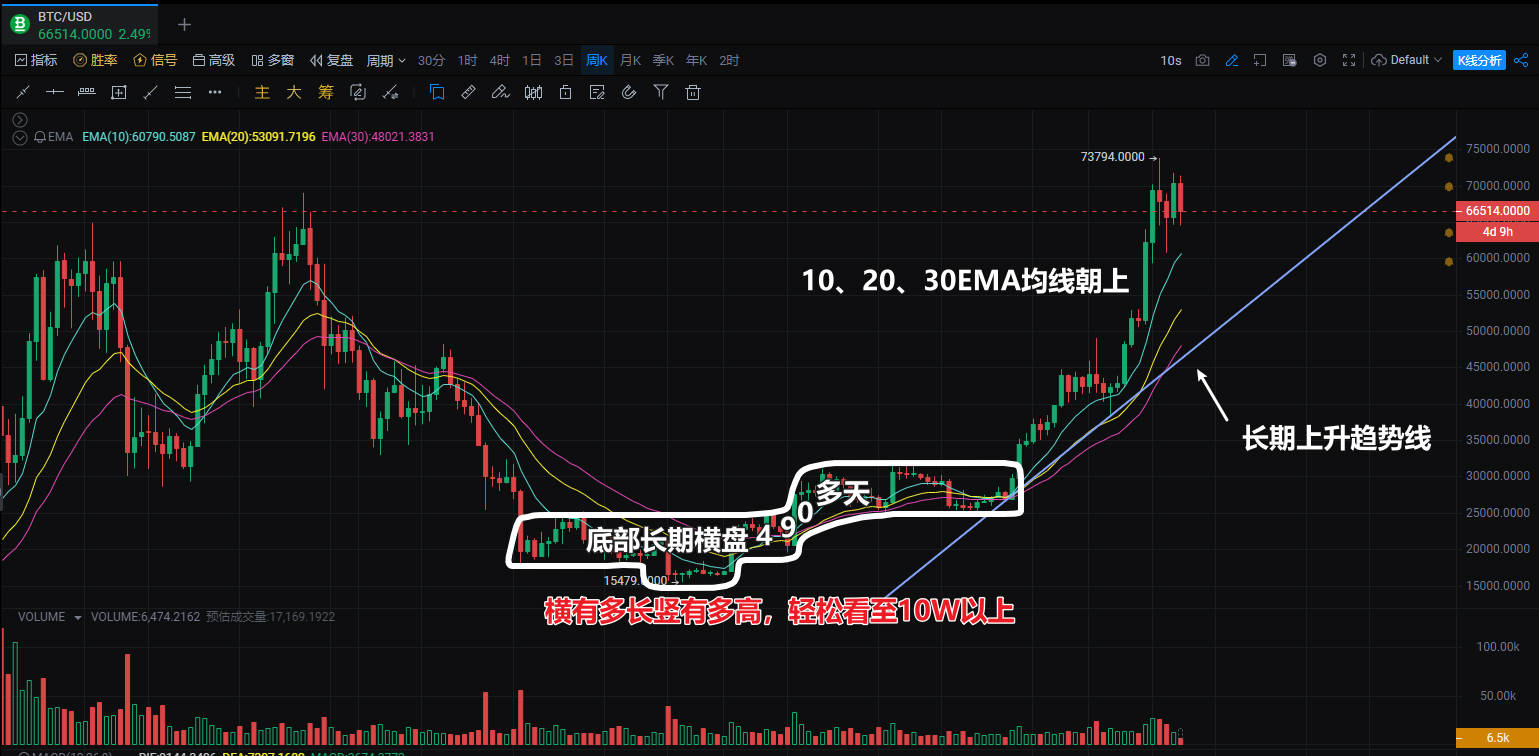 BTC/USD
66514.0000 2.49%
指标 胜率 信号 高级 多窗 复盘 周期 30分 1时 4时 1日 3日 周K 月K 季K 年K 2时 10s Default K线分析
主 大 筹
EMA EMA(10):60790.5087 EMA(20):53091.7196 EMA(30):48021.3831
73794.0000
10、20、30EMA均线朝上
长期上升趋势线
底部长期横盘490多天
15479.0000
横有多长竖有多高，轻松看至10W以上
75000.0000
70000.0000
66514.0000
4d 9h
60000.0000
55000.0000
50000.0000
45000.0000
40000.0000
35000.0000
30000.0000
25000.0000
20000.0000
15000.0000
VOLUME VOLUME:6,474.2162 预估成交量:17,169.1922
100.00k
50.00k
6.5k